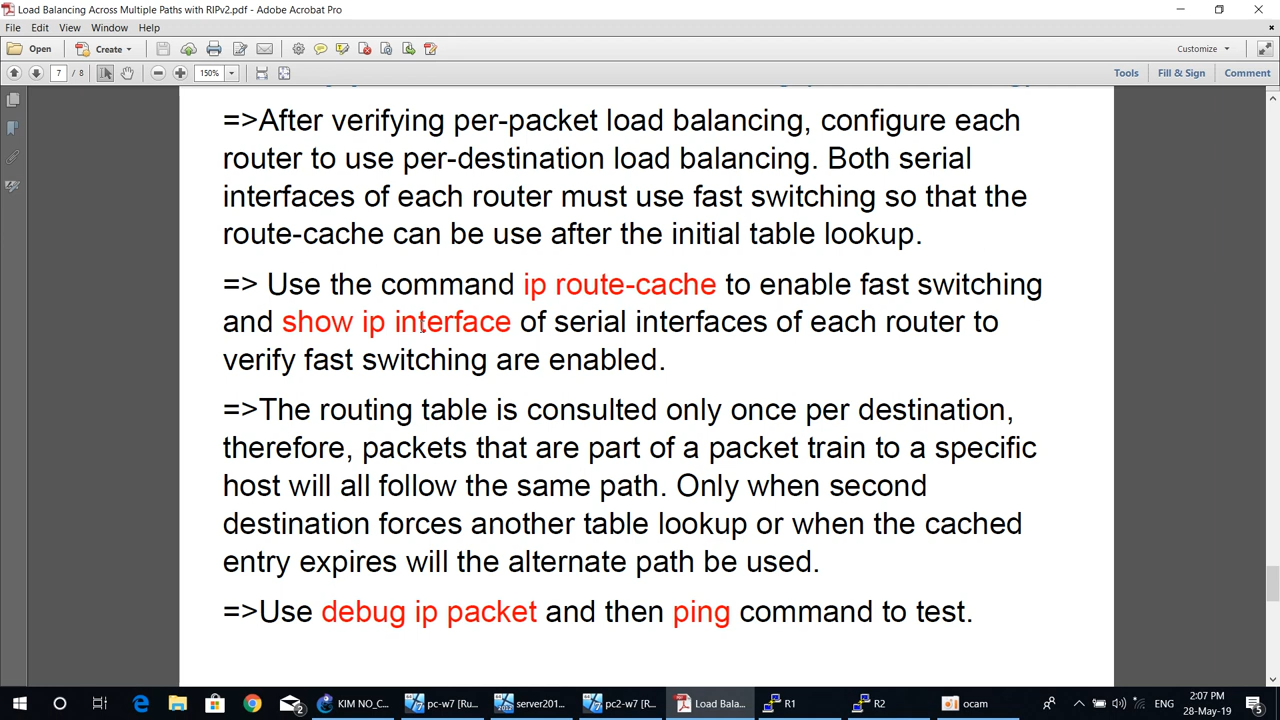 Load Balancing Across Multiple Paths with RIPv2.pdf - Adobe Acrobat Pro
File Edit View Window Help
Open Create Customize
7 / 8 150% Tools Fill & Sign Comment
=>After verifying per-packet load balancing, configure each
router to use per-destination load balancing. Both serial
interfaces of each router must use fast switching so that the
route-cache can be use after the initial table lookup.
=> Use the command ip route-cache to enable fast switching
and show ip interface of serial interfaces of each router to
verify fast switching are enabled.
=>The routing table is consulted only once per destination,
therefore, packets that are part of a packet train to a specific
host will all follow the same path. Only when second
destination forces another table lookup or when the cached
entry expires will the alternate path be used.
=>Use debug ip packet and then ping command to test.
KIM NO_C... pc-w7 [Ru... server201... pc2-w7 [R... Load Bala... R1 R2 ocam
2:07 PM
28-May-19